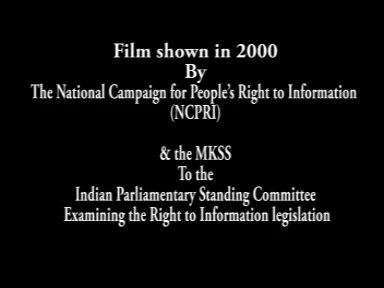 Film shown in 2000
By
The National Campaign for People's Right to Information
(NCPRI)
& the MKSS
To the
Indian Parliamentary Standing Committee
Examining the Right to Information legislation